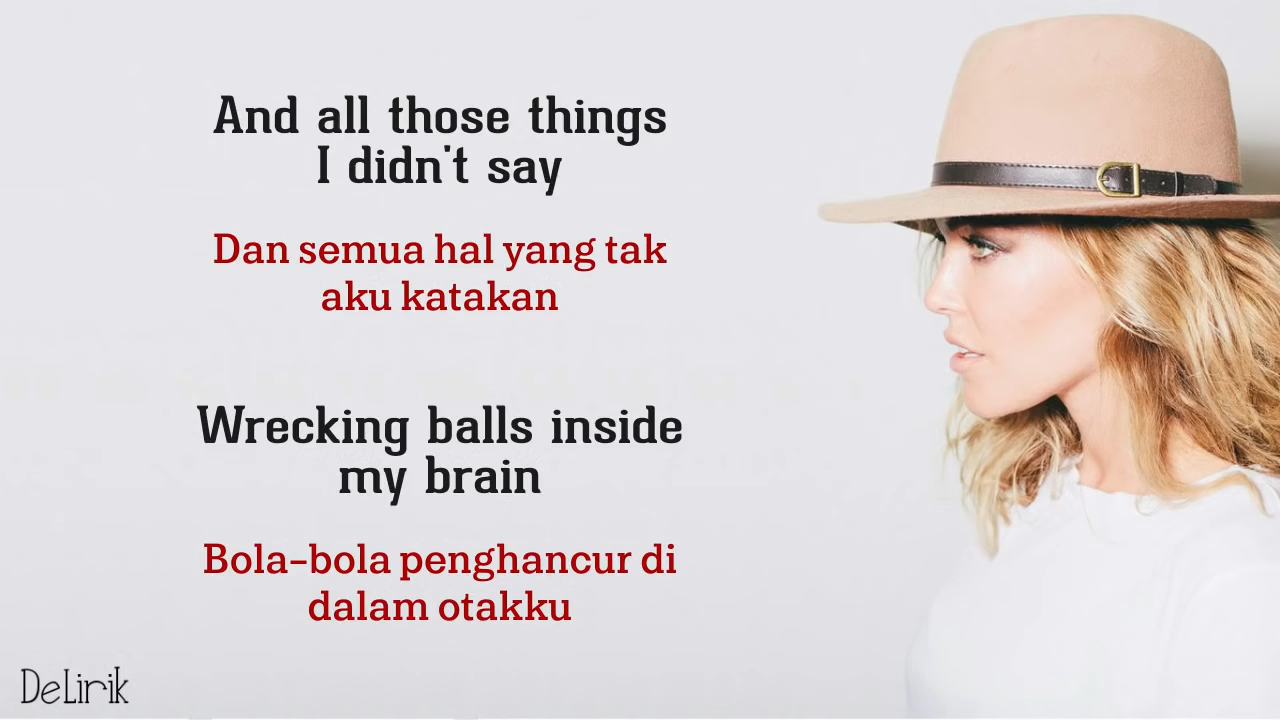 And all those things
I didn't say
Dan semua hal yang tak
aku katakan
Wrecking balls inside
my brain
Bola-bola penghancur di
dalam otakku
DeLirik